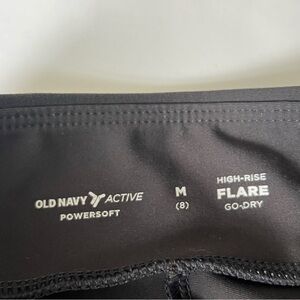 OLD NAVY ACTIVE
POWERSOFT
M
(8)
HIGH-RISE
FLARE
GO-DRY